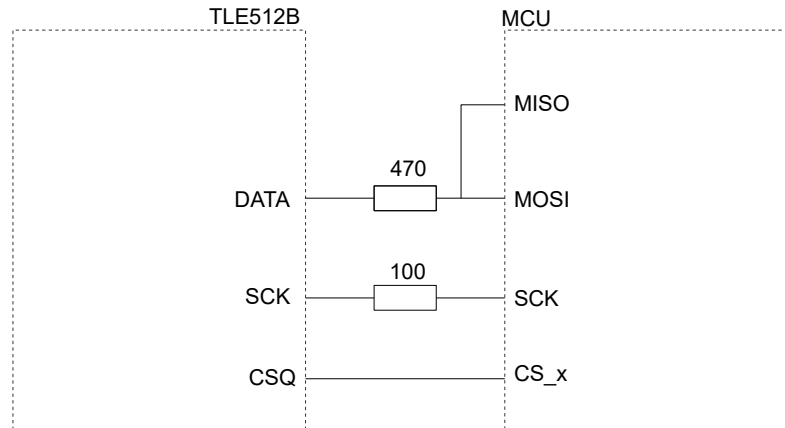 TLE512B MCU
MISO
470
DATA MOSI
100
SCK SCK
CSQ CS_x